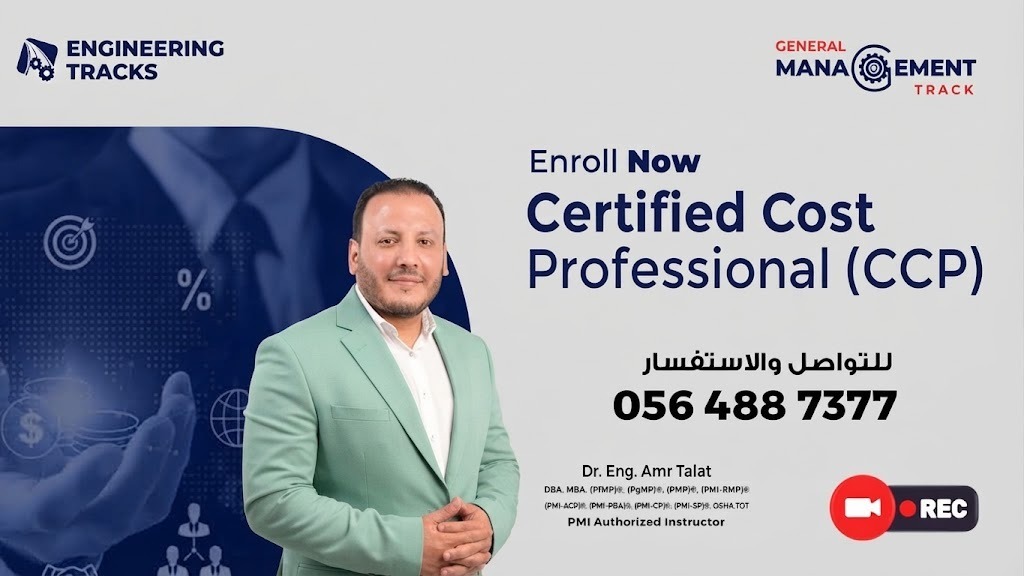 ENGINEERING
TRACKS
GENERAL
MANAGEMENT
TRACK
Enroll Now
Certified Cost
Professional (CCP)
للتواصل والاستفسار
056 488 7377
Dr. Eng. Amr Talat
DBA, MBA, (PfMP)®, (PgMP)®, (PMP)®, (PMI-RMP)®
(PMI-ACP)®, (PMI-PBA)®, (PMI-CP)®, (PMI-SP)®, OSHA,TOT
PMI Authorized Instructor
REC
%
$